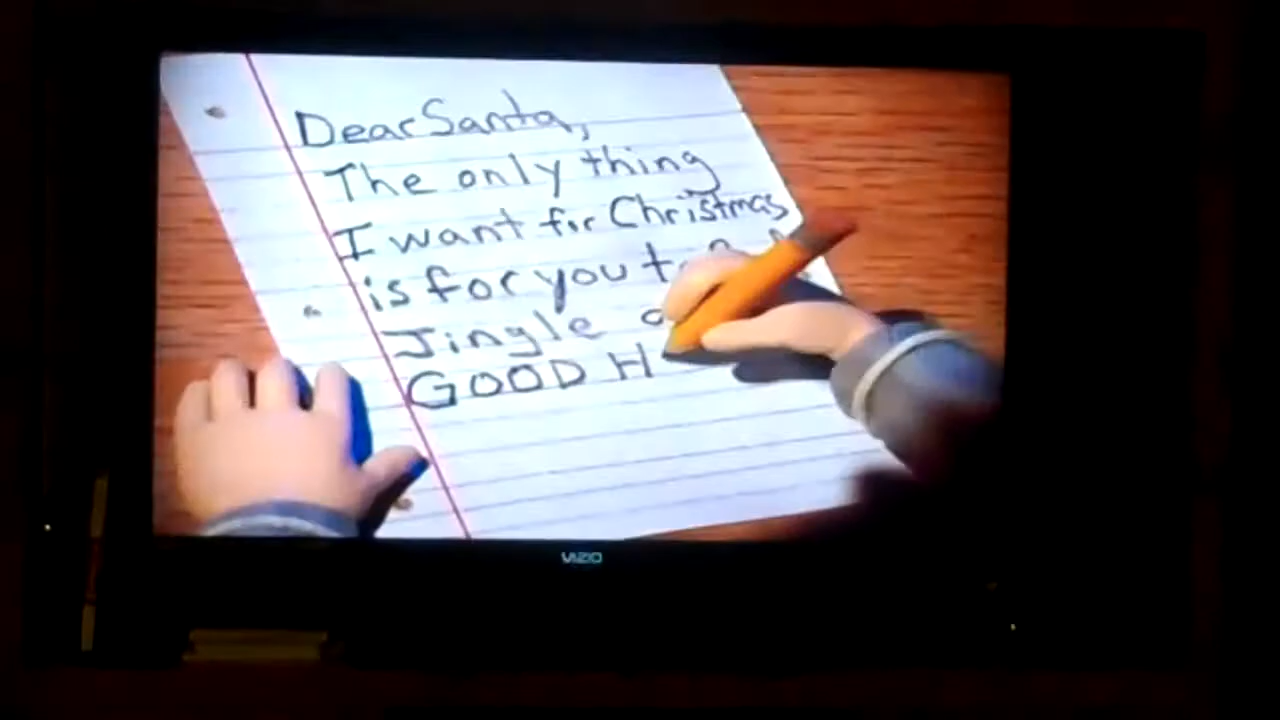 Dear Santa,
The only thing
I want for Christmas
is for you
Jingle
GOOD H
VIZIO